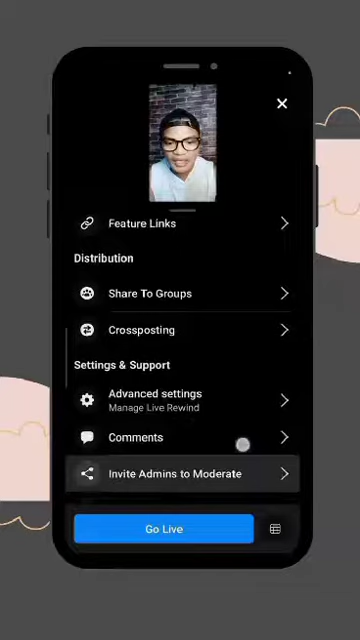 Feature Links
Distribution
Share To Groups
Crossposting
Settings & Support
Advanced settings
Manage Live Rewind
Comments
Invite Admins to Moderate
Go Live